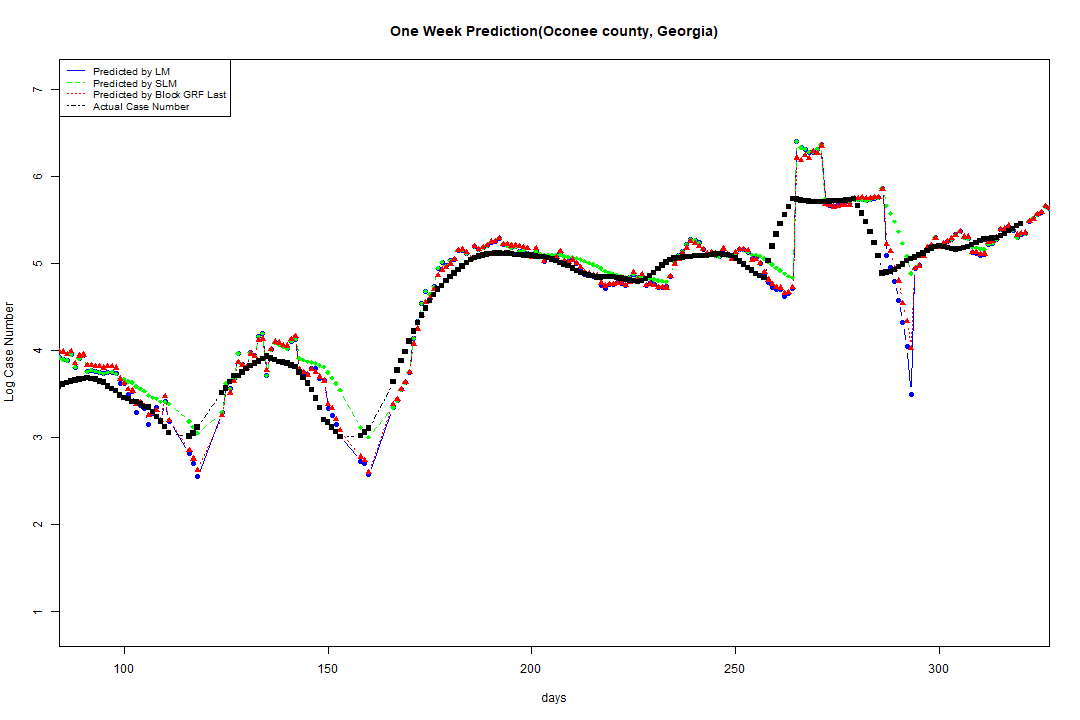 One Week Prediction(Oconee county, Georgia)
Predicted by LM
Predicted by SLM
Predicted by Block GRF Last
Actual Case Number
7
6
5
4
3
2
1
Log Case Number
100 150 200 250 300
days